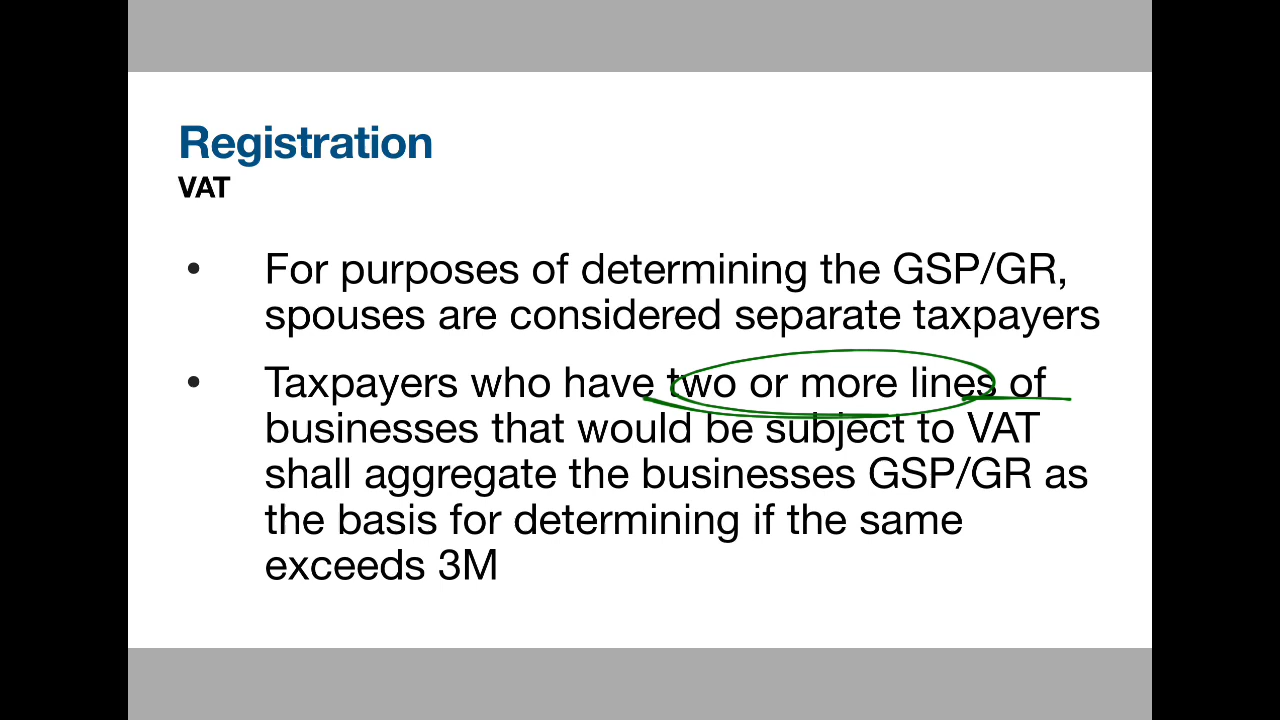 Registration
VAT
• For purposes of determining the GSP/GR,
spouses are considered separate taxpayers
• Taxpayers who have two or more lines of
businesses that would be subject to VAT
shall aggregate the businesses GSP/GR as
the basis for determining if the same
exceeds 3M